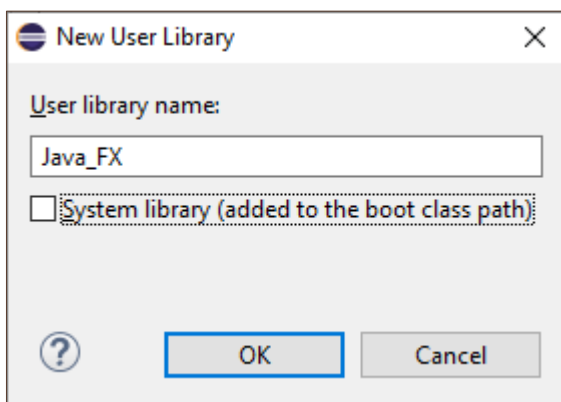 New User Library
User library name:
Java_FX
System library (added to the boot class path)
?
OK Cancel